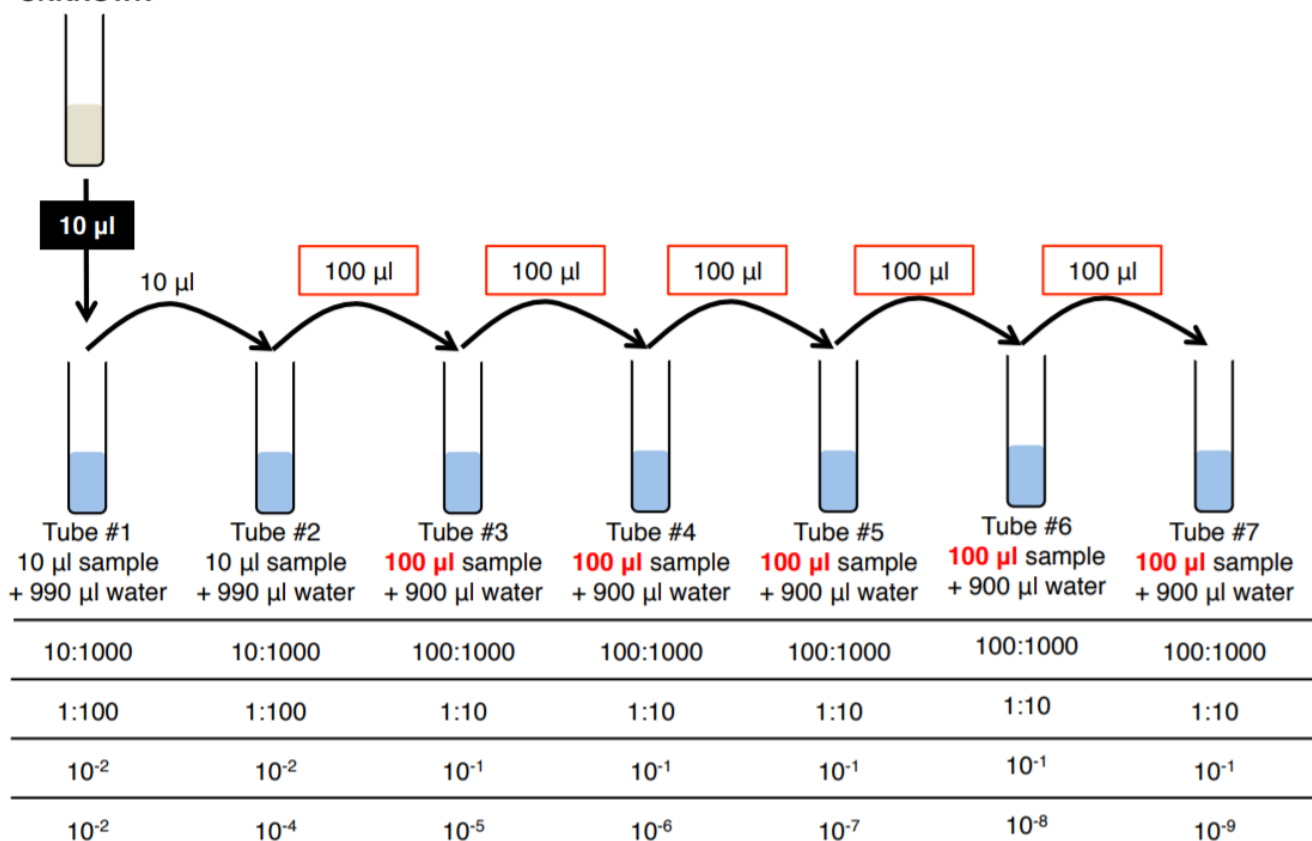 10 µl
10 µl
100 µl
100 µl
100 µl
100 µl
100 µl
Tube #1
10 µl sample
+ 990 µl water
Tube #2
10 µl sample
+ 990 µl water
Tube #3
100 µl sample
+ 900 µl water
Tube #4
100 µl sample
+ 900 µl water
Tube #5
100 µl sample
+ 900 µl water
Tube #6
100 µl sample
+ 900 µl water
Tube #7
100 µl sample
+ 900 µl water
10:1000 10:1000 100:1000 100:1000 100:1000 100:1000 100:1000
1:100 1:100 1:10 1:10 1:10 1:10 1:10
10⁻² 10⁻² 10⁻¹ 10⁻¹ 10⁻¹ 10⁻¹ 10⁻¹
10⁻² 10⁻⁴ 10⁻⁵ 10⁻⁶ 10⁻⁷ 10⁻⁸ 10⁻⁹